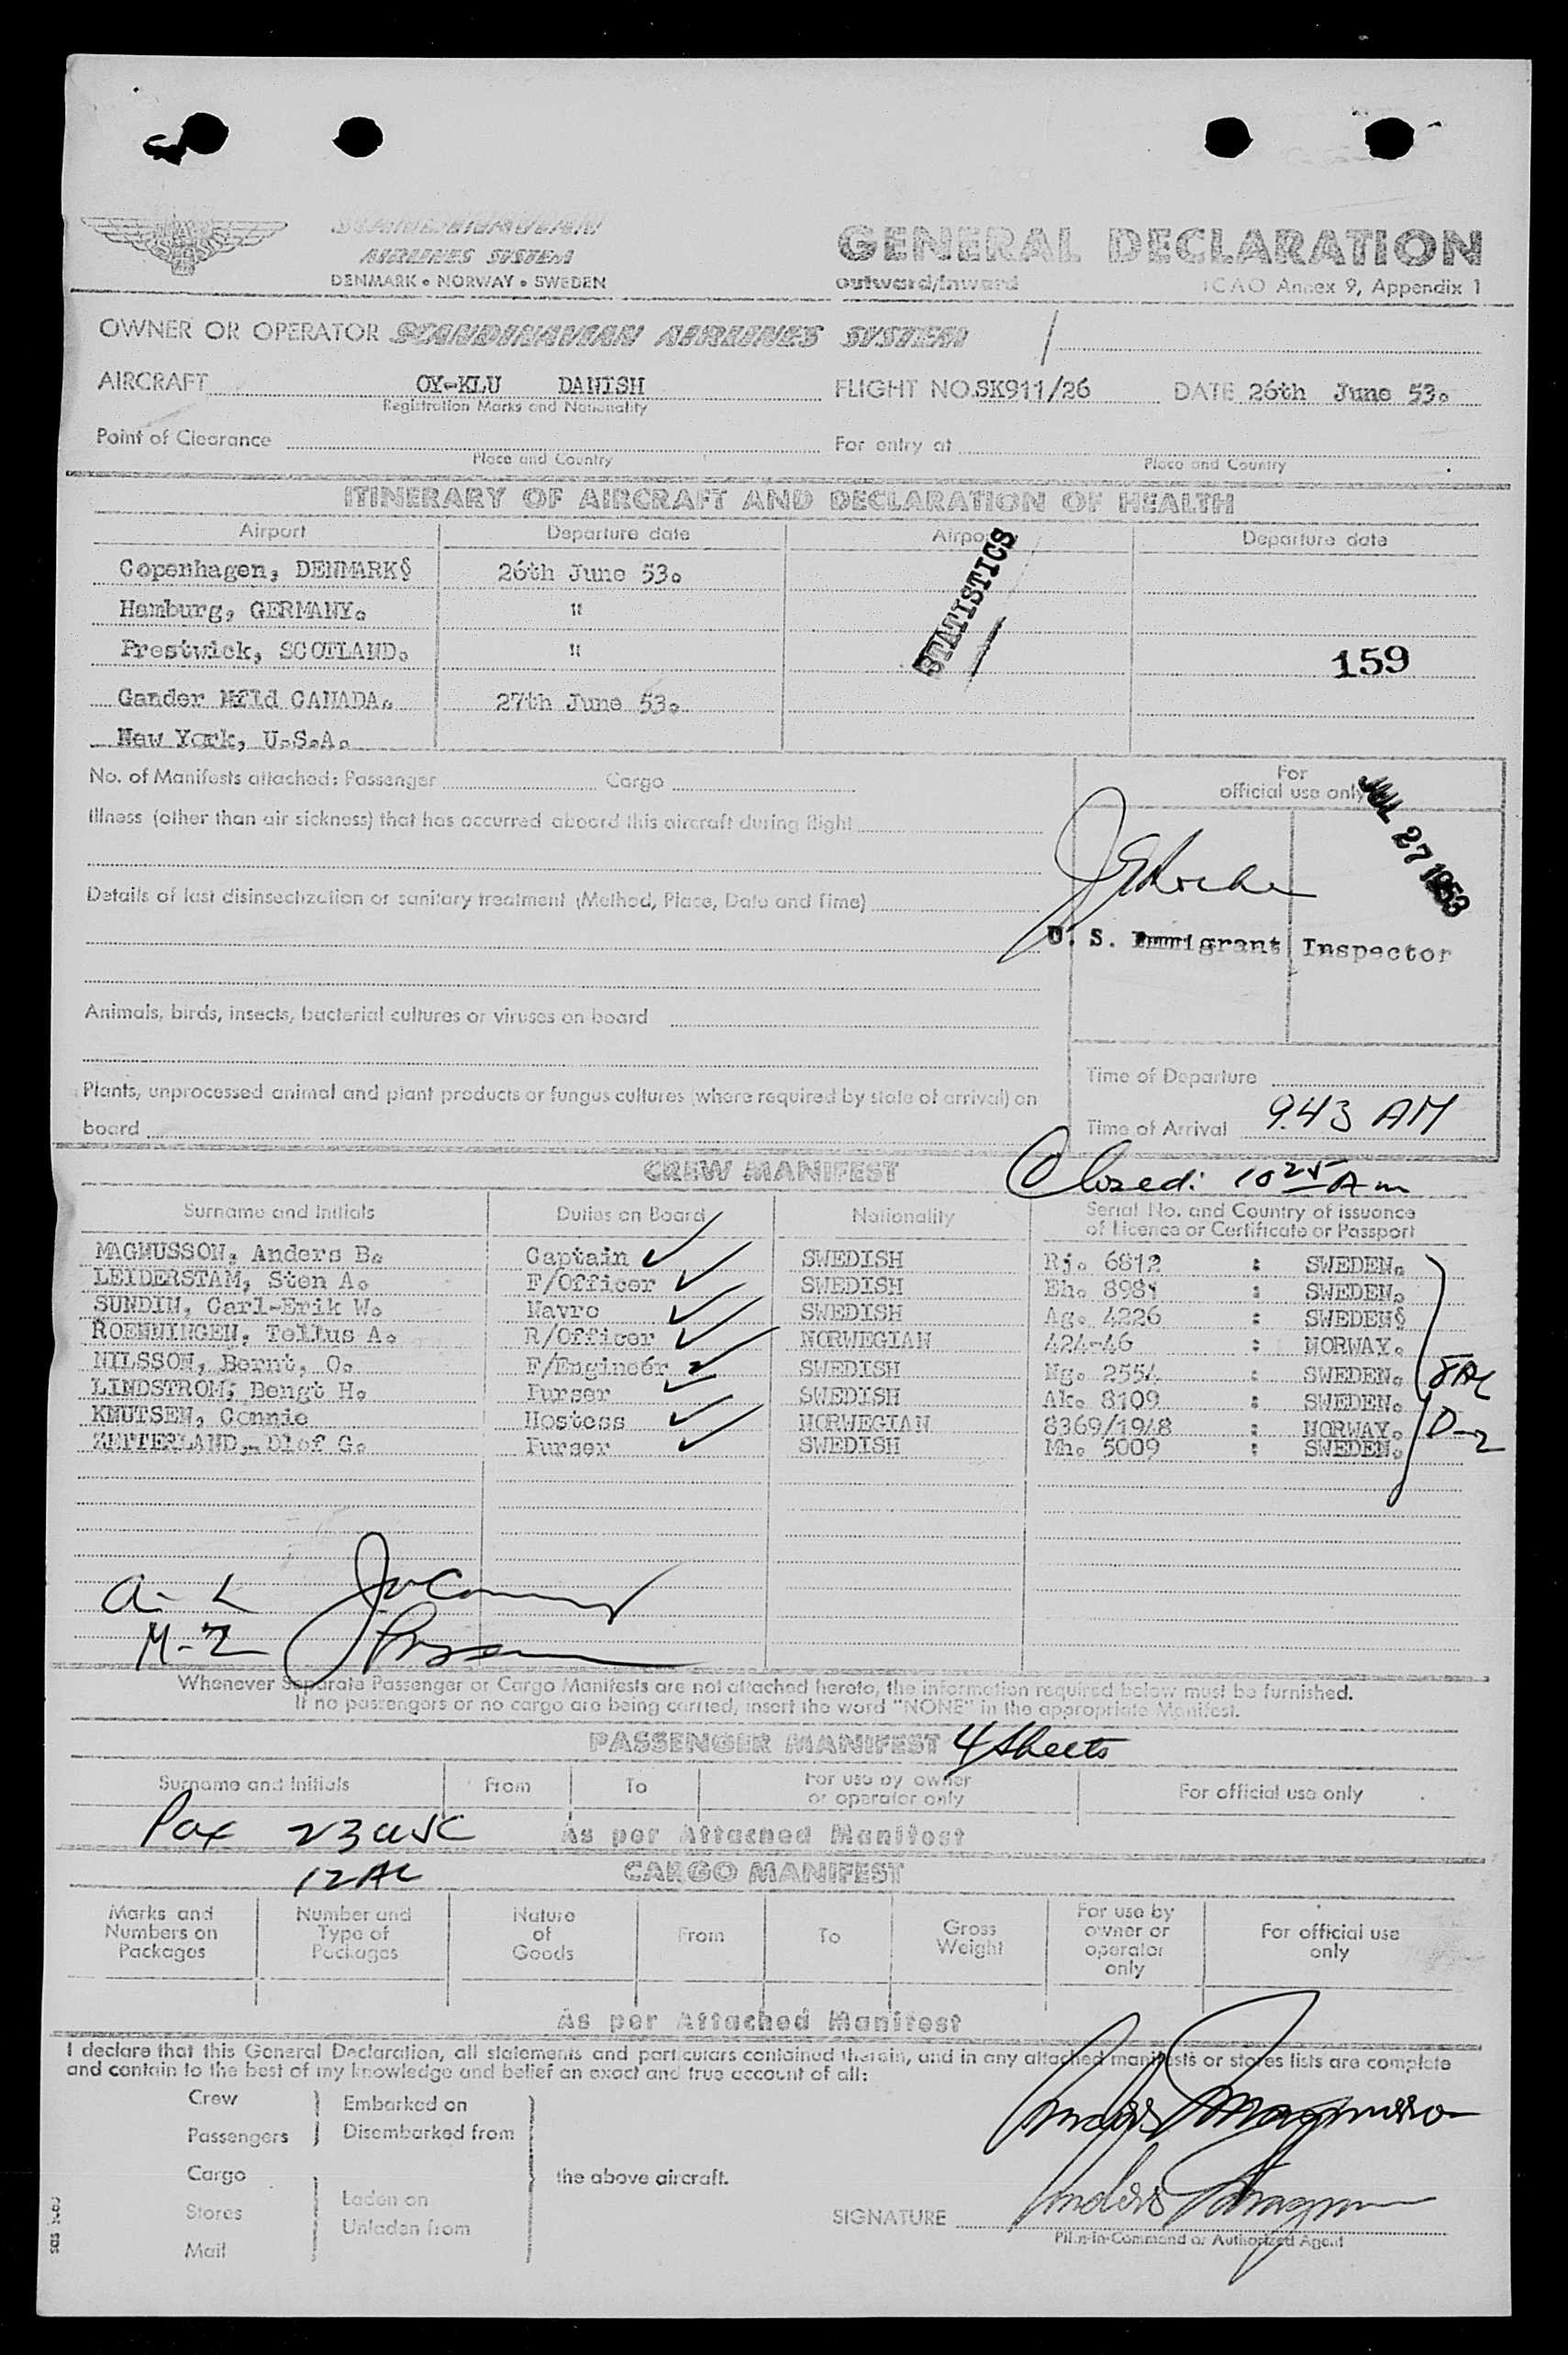 SCANDINAVIAN
AIRLINES SYSTEM
DENMARK • NORWAY • SWEDEN
GENERAL DECLARATION
outward/inward
ICAO Annex 9, Appendix 1
OWNER OR OPERATOR SCANDINAVIAN AIRLINES SYSTEM /
AIRCRAFT OY-KLU DANISH FLIGHT NO. SK911/26 DATE 26th June 53.
Registration Marks and Nationality
Point of Clearance For entry at
Place and Country Place and Country
ITINERARY OF AIRCRAFT AND DECLARATION OF HEALTH
Airport Departure date Airport Departure date
STATISTICS
Copenhagen, DENMARK§ 26th June 53.
Hamburg, GERMANY. "
Prestwick, SCOTLAND. "
159
Gander Nfld CANADA. 27th June 53.
New York, U.S.A.
No. of Manifests attached: Passenger Cargo
For
official use only
JUL 27 1953
Illness (other than air sickness) that has occurred aboard this aircraft during flight
Details of last disinsectization or sanitary treatment (Method, Place, Date and Time)
U. S. Immigrant Inspector
Animals, birds, insects, bacterial cultures or viruses on board
Time of Departure
Plants, unprocessed animal and plant products or fungus cultures (where required by state of arrival) on
board
Time of Arrival 9.43 AM
CREW MANIFEST
Closed: 10 25 Am
Surname and Initials Duties on Board Nationality Serial No. and Country of issuance
of Licence or Certificate or Passport
MAGNUSSON, Anders B. Captain SWEDISH Rj. 6812 : SWEDEN.
LEIDERSTAM, Sten A. F/Officer SWEDISH Eh. 8981 : SWEDEN.
SUNDIN, Carl-Erik W. Navro SWEDISH Ag. 4226 : SWEDEN§
ROENNINGEN, Tellus A. R/Officer NORWEGIAN 424-46 : NORWAY.
NILSSON, Bernt, O. F/Engineer SWEDISH Ng. 2554 : SWEDEN.
LINDSTROM, Bengt H. Purser SWEDISH Ak. 8109 : SWEDEN.
KNUTSEN, Connie Hostess NORWEGIAN 8369/1948 : NORWAY.
ZETTERLAND, Olof G. Purser SWEDISH Mh. 5009 : SWEDEN.
8 AC
D-2
A - L
M - Z
Whenever Separate Passenger or Cargo Manifests are not attached hereto, the information required below must be furnished.
If no passengers or no cargo are being carried, insert the word "NONE" in the appropriate Manifest.
PASSENGER MANIFEST 4 Sheets
Surname and Initials From To For use by owner
or operator only For official use only
Pax 23 USC
As per Attached Manifest
12 AC
CARGO MANIFEST
Marks and
Numbers on
Packages
Number and
Type of
Packages
Nature
of
Goods
From
To
Gross
Weight
For use by
owner or
operator
only
For official use
only
As per Attached Manifest
I declare that this General Declaration, all statements and particulars contained therein, and in any attached manifests or stores lists are complete
and contain to the best of my knowledge and belief an exact and true account of all:
Crew
Passengers
Embarked on
Disembarked from
Anders Magnusson
Cargo
Stores
Mail
Laden on
Unladen from
the above aircraft.
SIGNATURE Anders Magnusson
Pilot-in-Command or Authorized Agent